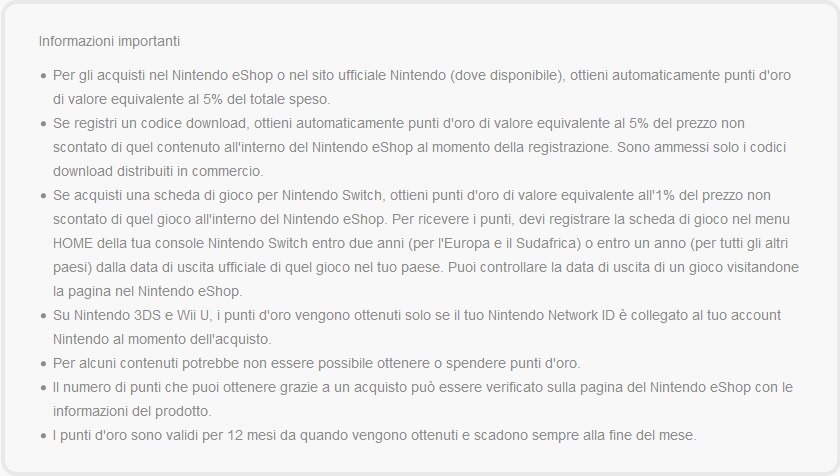 Informazioni importanti
• Per gli acquisti nel Nintendo eShop o nel sito ufficiale Nintendo (dove disponibile), ottieni automaticamente punti d'oro
di valore equivalente al 5% del totale speso.
• Se registri un codice download, ottieni automaticamente punti d'oro di valore equivalente al 5% del prezzo non
scontato di quel contenuto all'interno del Nintendo eShop al momento della registrazione. Sono ammessi solo i codici
download distribuiti in commercio.
• Se acquisti una scheda di gioco per Nintendo Switch, ottieni punti d'oro di valore equivalente all'1% del prezzo non
scontato di quel gioco all'interno del Nintendo eShop. Per ricevere i punti, devi registrare la scheda di gioco nel menu
HOME della tua console Nintendo Switch entro due anni (per l'Europa e il Sudafrica) o entro un anno (per tutti gli altri
paesi) dalla data di uscita ufficiale di quel gioco nel tuo paese. Puoi controllare la data di uscita di un gioco visitandone
la pagina nel Nintendo eShop.
• Su Nintendo 3DS e Wii U, i punti d'oro vengono ottenuti solo se il tuo Nintendo Network ID è collegato al tuo account
Nintendo al momento dell'acquisto.
• Per alcuni contenuti potrebbe non essere possibile ottenere o spendere punti d'oro.
• Il numero di punti che puoi ottenere grazie a un acquisto può essere verificato sulla pagina del Nintendo eShop con le
informazioni del prodotto.
• I punti d'oro sono validi per 12 mesi da quando vengono ottenuti e scadono sempre alla fine del mese.